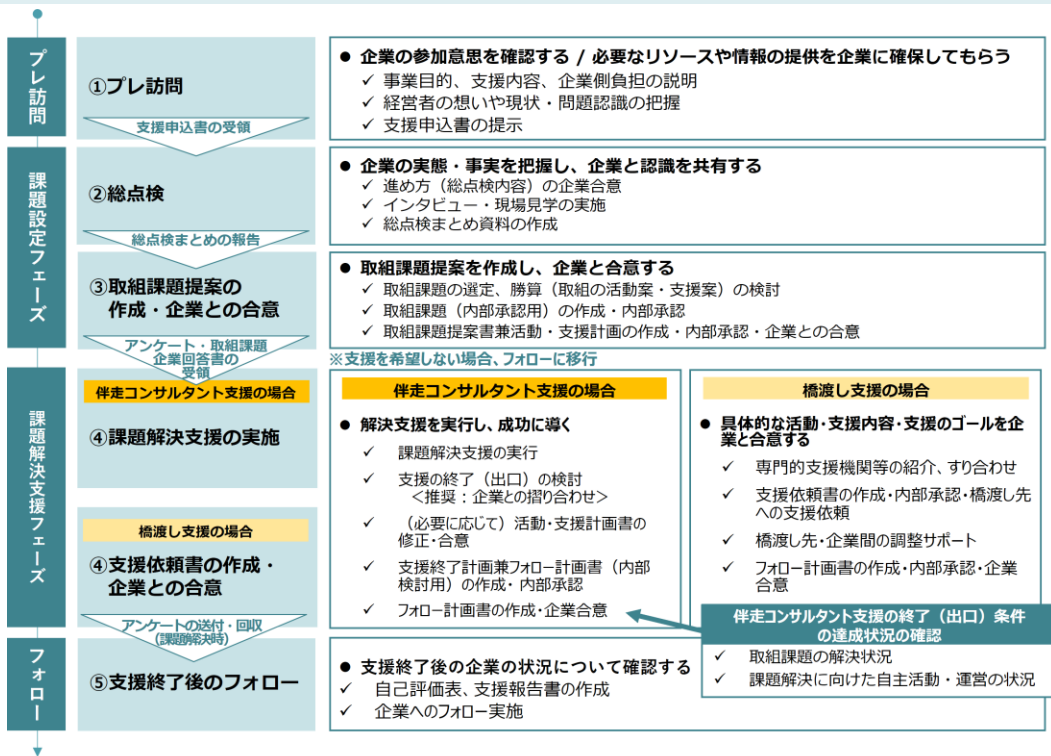 プレ訪問
①プレ訪問
支援申込書の受領
● 企業の参加意思を確認する / 必要なリソースや情報の提供を企業に確保してもらう
✓ 事業目的、支援内容、企業側負担の説明
✓ 経営者の想いや現状・問題認識の把握
✓ 支援申込書の提示
課題設定フェーズ
②総点検
総点検まとめの報告
● 企業の実態・事実を把握し、企業と認識を共有する
✓ 進め方（総点検内容）の企業合意
✓ インタビュー・現場見学の実施
✓ 総点検まとめ資料の作成
③取組課題提案の
作成・企業との合意
アンケート・取組課題
企業回答書の
受領
● 取組課題提案を作成し、企業と合意する
✓ 取組課題の選定、勝算（取組の活動案・支援案）の検討
✓ 取組課題（内部承認用）の作成・内部承認
✓ 取組課題提案書兼活動・支援計画の作成・内部承認・企業との合意
※支援を希望しない場合、フォローに移行
課題解決支援フェーズ
伴走コンサルタント支援の場合
④課題解決支援の実施
橋渡し支援の場合
④支援依頼書の作成・
企業との合意
アンケートの送付・回収
(課題解決時)
伴走コンサルタント支援の場合
● 解決支援を実行し、成功に導く
✓ 課題解決支援の実行
✓ 支援の終了（出口）の検討
＜推奨：企業との摺り合わせ＞
✓ （必要に応じて）活動・支援計画書の
修正・合意
✓ 支援終了計画兼フォロー計画書（内部
検討用）の作成・内部承認
✓ フォロー計画書の作成・企業合意
橋渡し支援の場合
● 具体的な活動・支援内容・支援のゴールを企
業と合意する
✓ 専門的支援機関等の紹介、すり合わせ
✓ 支援依頼書の作成・内部承認・橋渡し先
への支援依頼
✓ 橋渡し先・企業間の調整サポート
✓ フォロー計画書の作成・内部承認・企業
合意
伴走コンサルタント支援の終了（出口）条件
の達成状況の確認
✓ 取組課題の解決状況
✓ 課題解決に向けた自主活動・運営の状況
フォロー
⑤支援終了後のフォロー
● 支援終了後の企業の状況について確認する
✓ 自己評価表、支援報告書の作成
✓ 企業へのフォロー実施